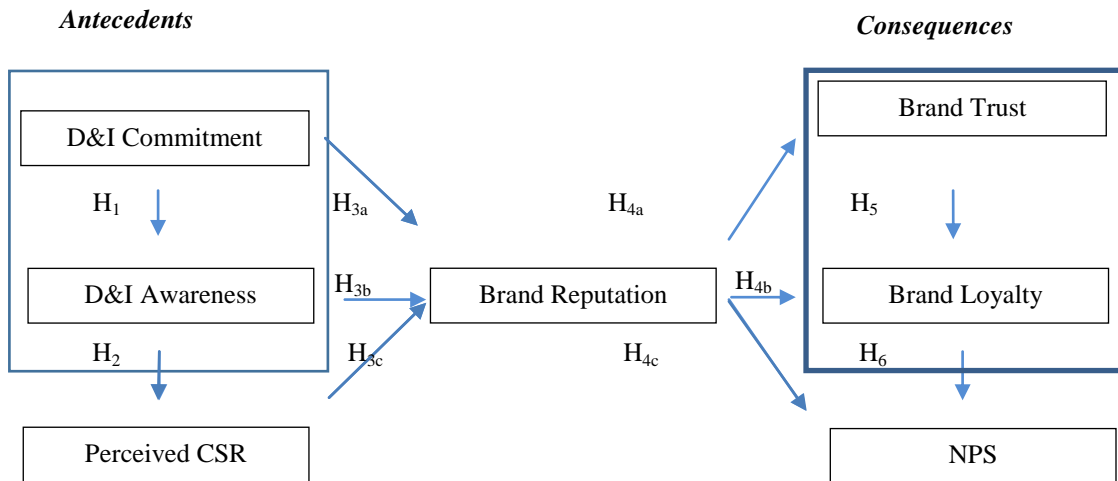 Antecedents
Consequences
D&I Commitment
Brand Trust
H1
H3a
H4a
H5
D&I Awareness
H3b
Brand Reputation
H4b
Brand Loyalty
H2
H3c
H4c
H6
Perceived CSR
NPS